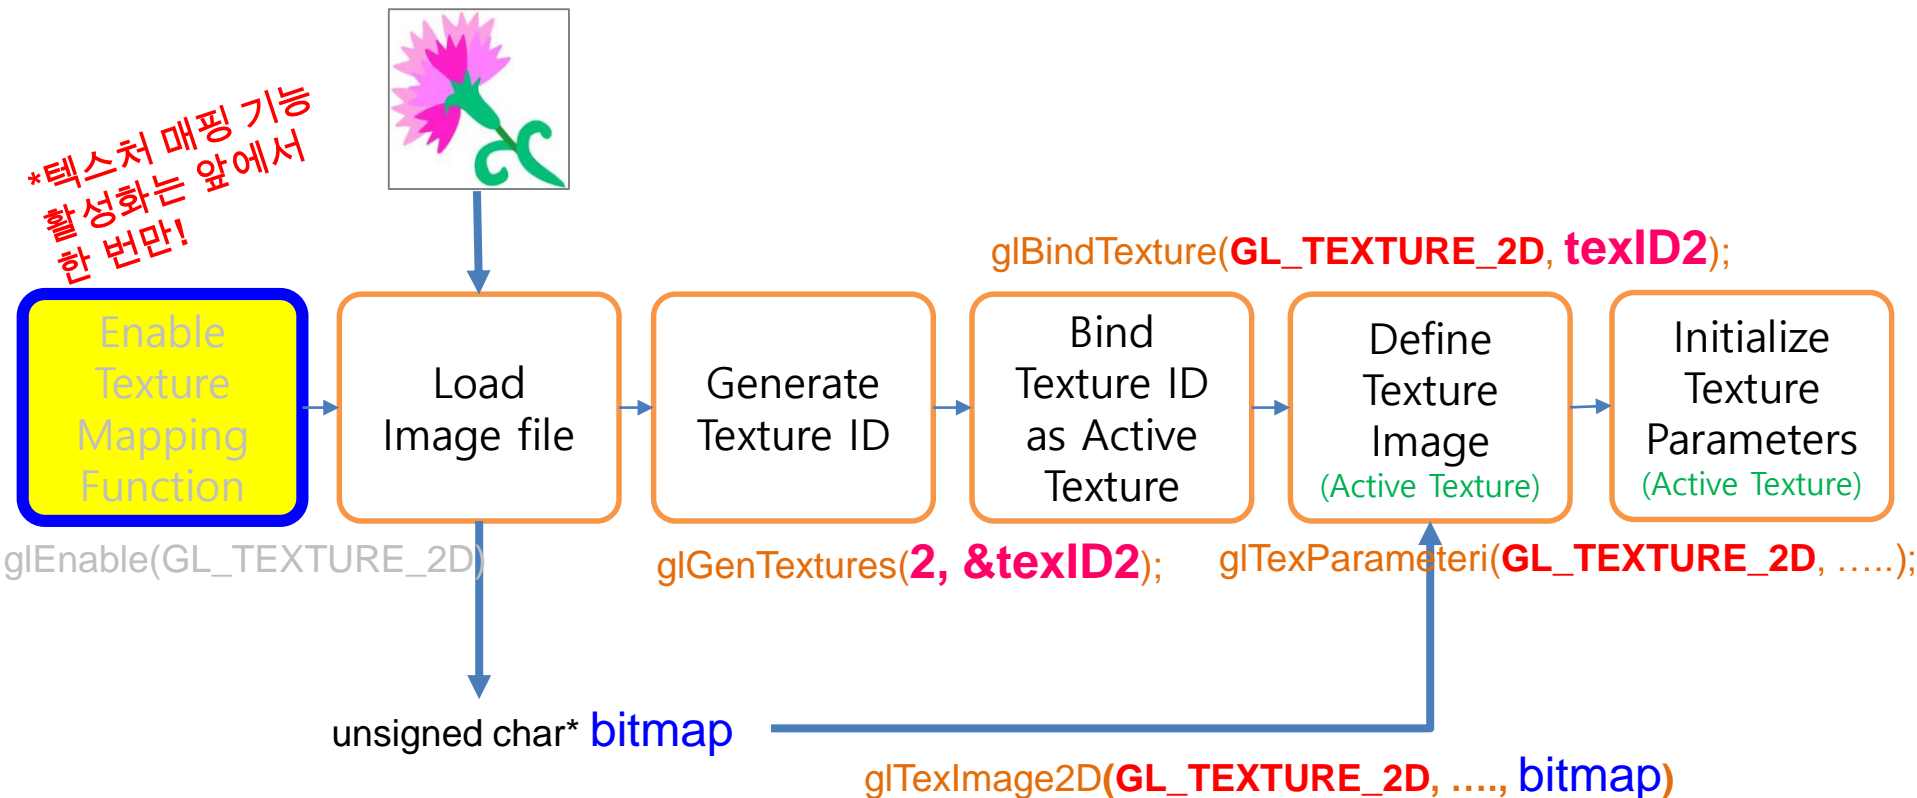 *텍스처 매핑 기능
활성화는 앞에서
한 번만!
glBindTexture(GL_TEXTURE_2D, texID2);
Enable
Texture
Mapping
Function
Load
Image file
Generate
Texture ID
Bind
Texture ID
as Active
Texture
Define
Texture
Image
(Active Texture)
Initialize
Texture
Parameters
(Active Texture)
glEnable(GL_TEXTURE_2D)
glGenTextures(2, &texID2);
glTexParameteri(GL_TEXTURE_2D, …..);
unsigned char* bitmap
glTexImage2D(GL_TEXTURE_2D, …., bitmap)